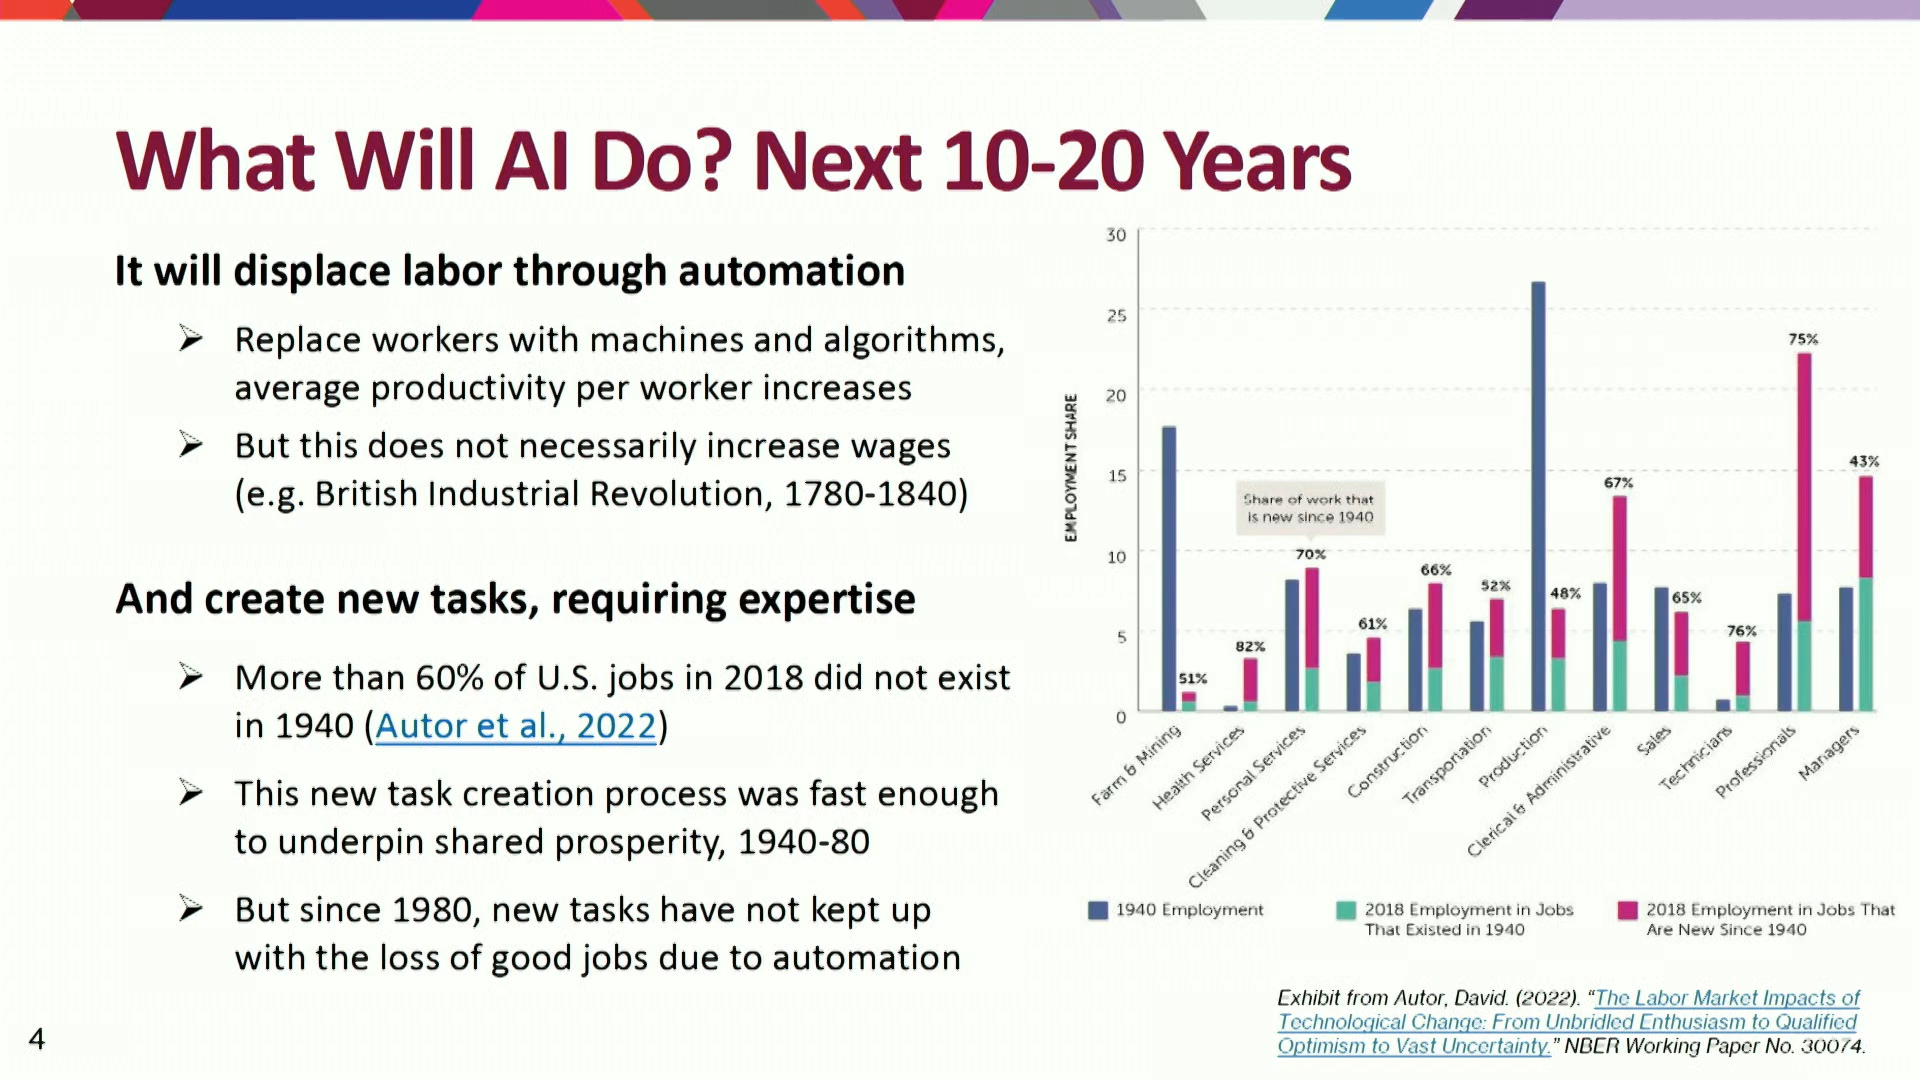 What Will AI Do? Next 10-20 Years
It will displace labor through automation
Replace workers with machines and algorithms,
average productivity per worker increases
But this does not necessarily increase wages
(e.g. British Industrial Revolution, 1780-1840)
And create new tasks, requiring expertise
More than 60% of U.S. jobs in 2018 did not exist
in 1940 (Autor et al., 2022)
This new task creation process was fast enough
to underpin shared prosperity, 1940-80
But since 1980, new tasks have not kept up
with the loss of good jobs due to automation
4
EMPLOYMENT SHARE
30
25
20
15
10
5
0
Share of work that
is new since 1940
51%
82%
70%
61%
66%
52%
48%
67%
65%
76%
75%
43%
Farm & Mining
Health Services
Personal Services
Cleaning & Protective Services
Construction
Transportation
Production
Clerical & Administrative
Sales
Technicians
Professionals
Managers
1940 Employment
2018 Employment in Jobs
That Existed in 1940
2018 Employment in Jobs That
Are New Since 1940
Exhibit from Autor, David. (2022). “The Labor Market Impacts of
Technological Change: From Unbridled Enthusiasm to Qualified
Optimism to Vast Uncertainty.” NBER Working Paper No. 30074.